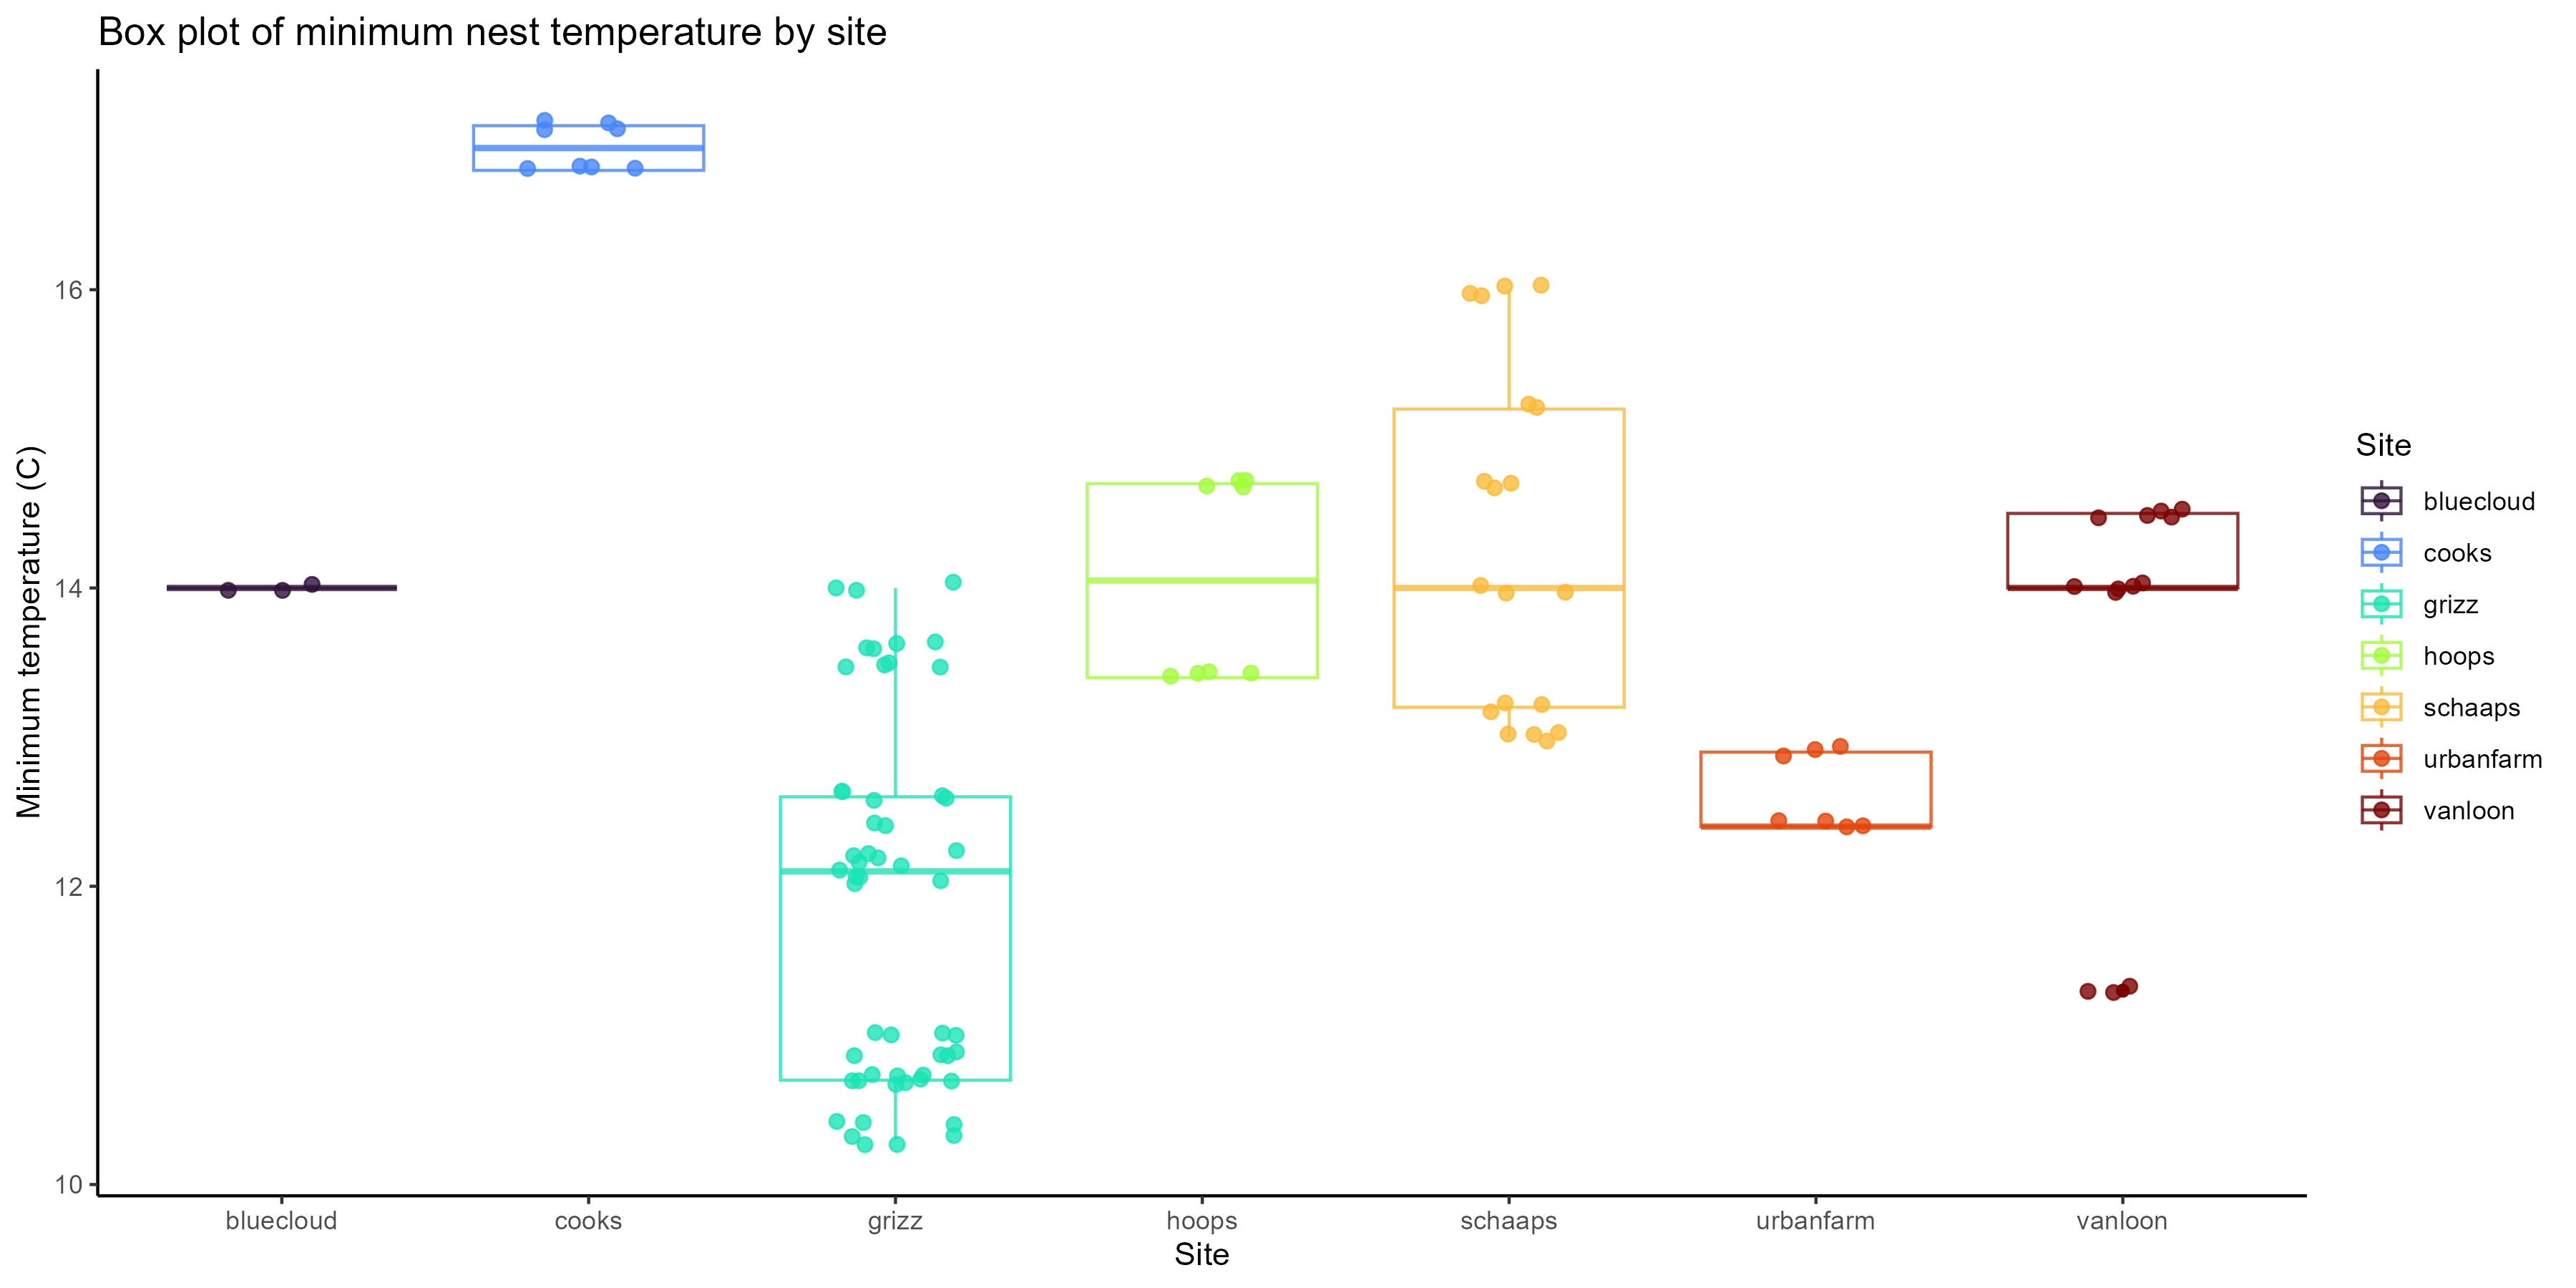 Box plot of minimum nest temperature by site
Minimum temperature (C)
16
14
12
10
bluecloud
cooks
grizz
hoops
schaaps
urbanfarm
vanloon
Site
Site
bluecloud
cooks
grizz
hoops
schaaps
urbanfarm
vanloon